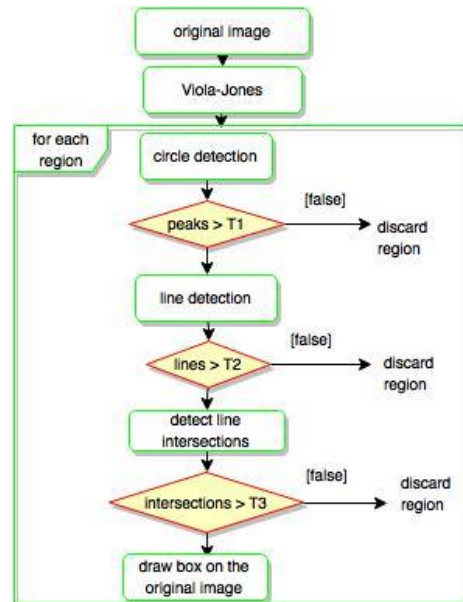 original image
Viola-Jones
for each
region
circle detection
[false]
peaks > T1
discard
region
line detection
[false]
lines > T2
discard
region
detect line
intersections
[false]
intersections > T3
discard
region
draw box on the
original image